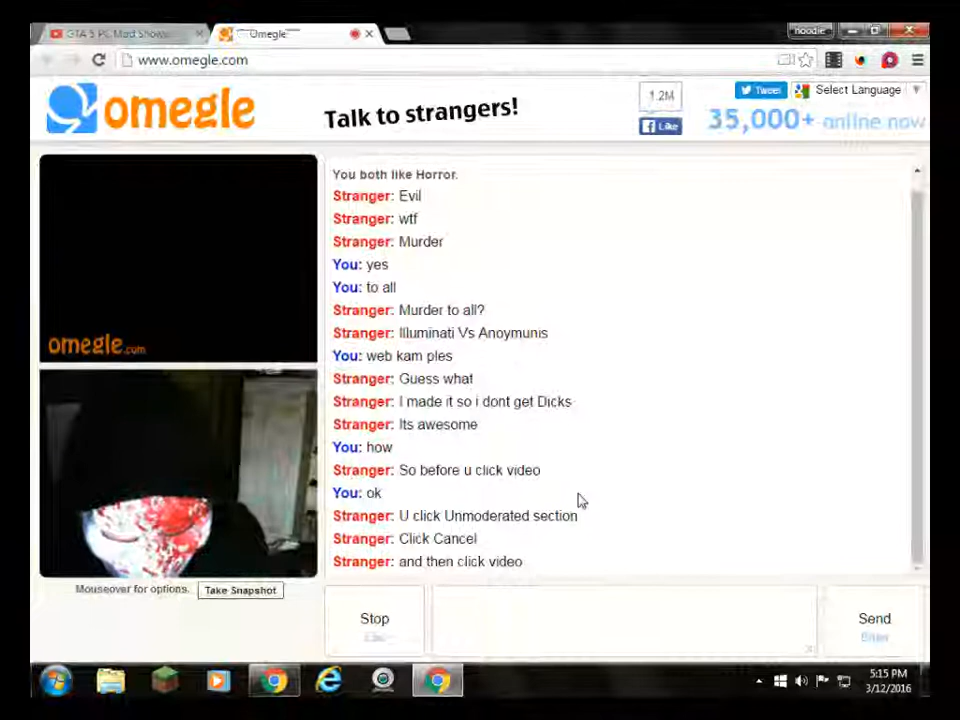 GTA 5 PC Mod Show
Omegle
noodle
www.omegle.com
omegle
Talk to strangers!
1.2M
Like
Tweet
Select Language
35,000+ online now
You both like Horror.
Stranger: Evil
Stranger: wtf
Stranger: Murder
You: yes
You: to all
Stranger: Murder to all?
Stranger: Illuminati Vs Anoymunis
You: web kam ples
Stranger: Guess what
Stranger: I made it so i dont get Dicks
Stranger: Its awesome
You: how
Stranger: So before u click video
You: ok
Stranger: U click Unmoderated section
Stranger: Click Cancel
Stranger: and then click video
omegle.com
Mouseover for options.
Take Snapshot
Stop
Esc
Send
Enter
5:15 PM
3/12/2016